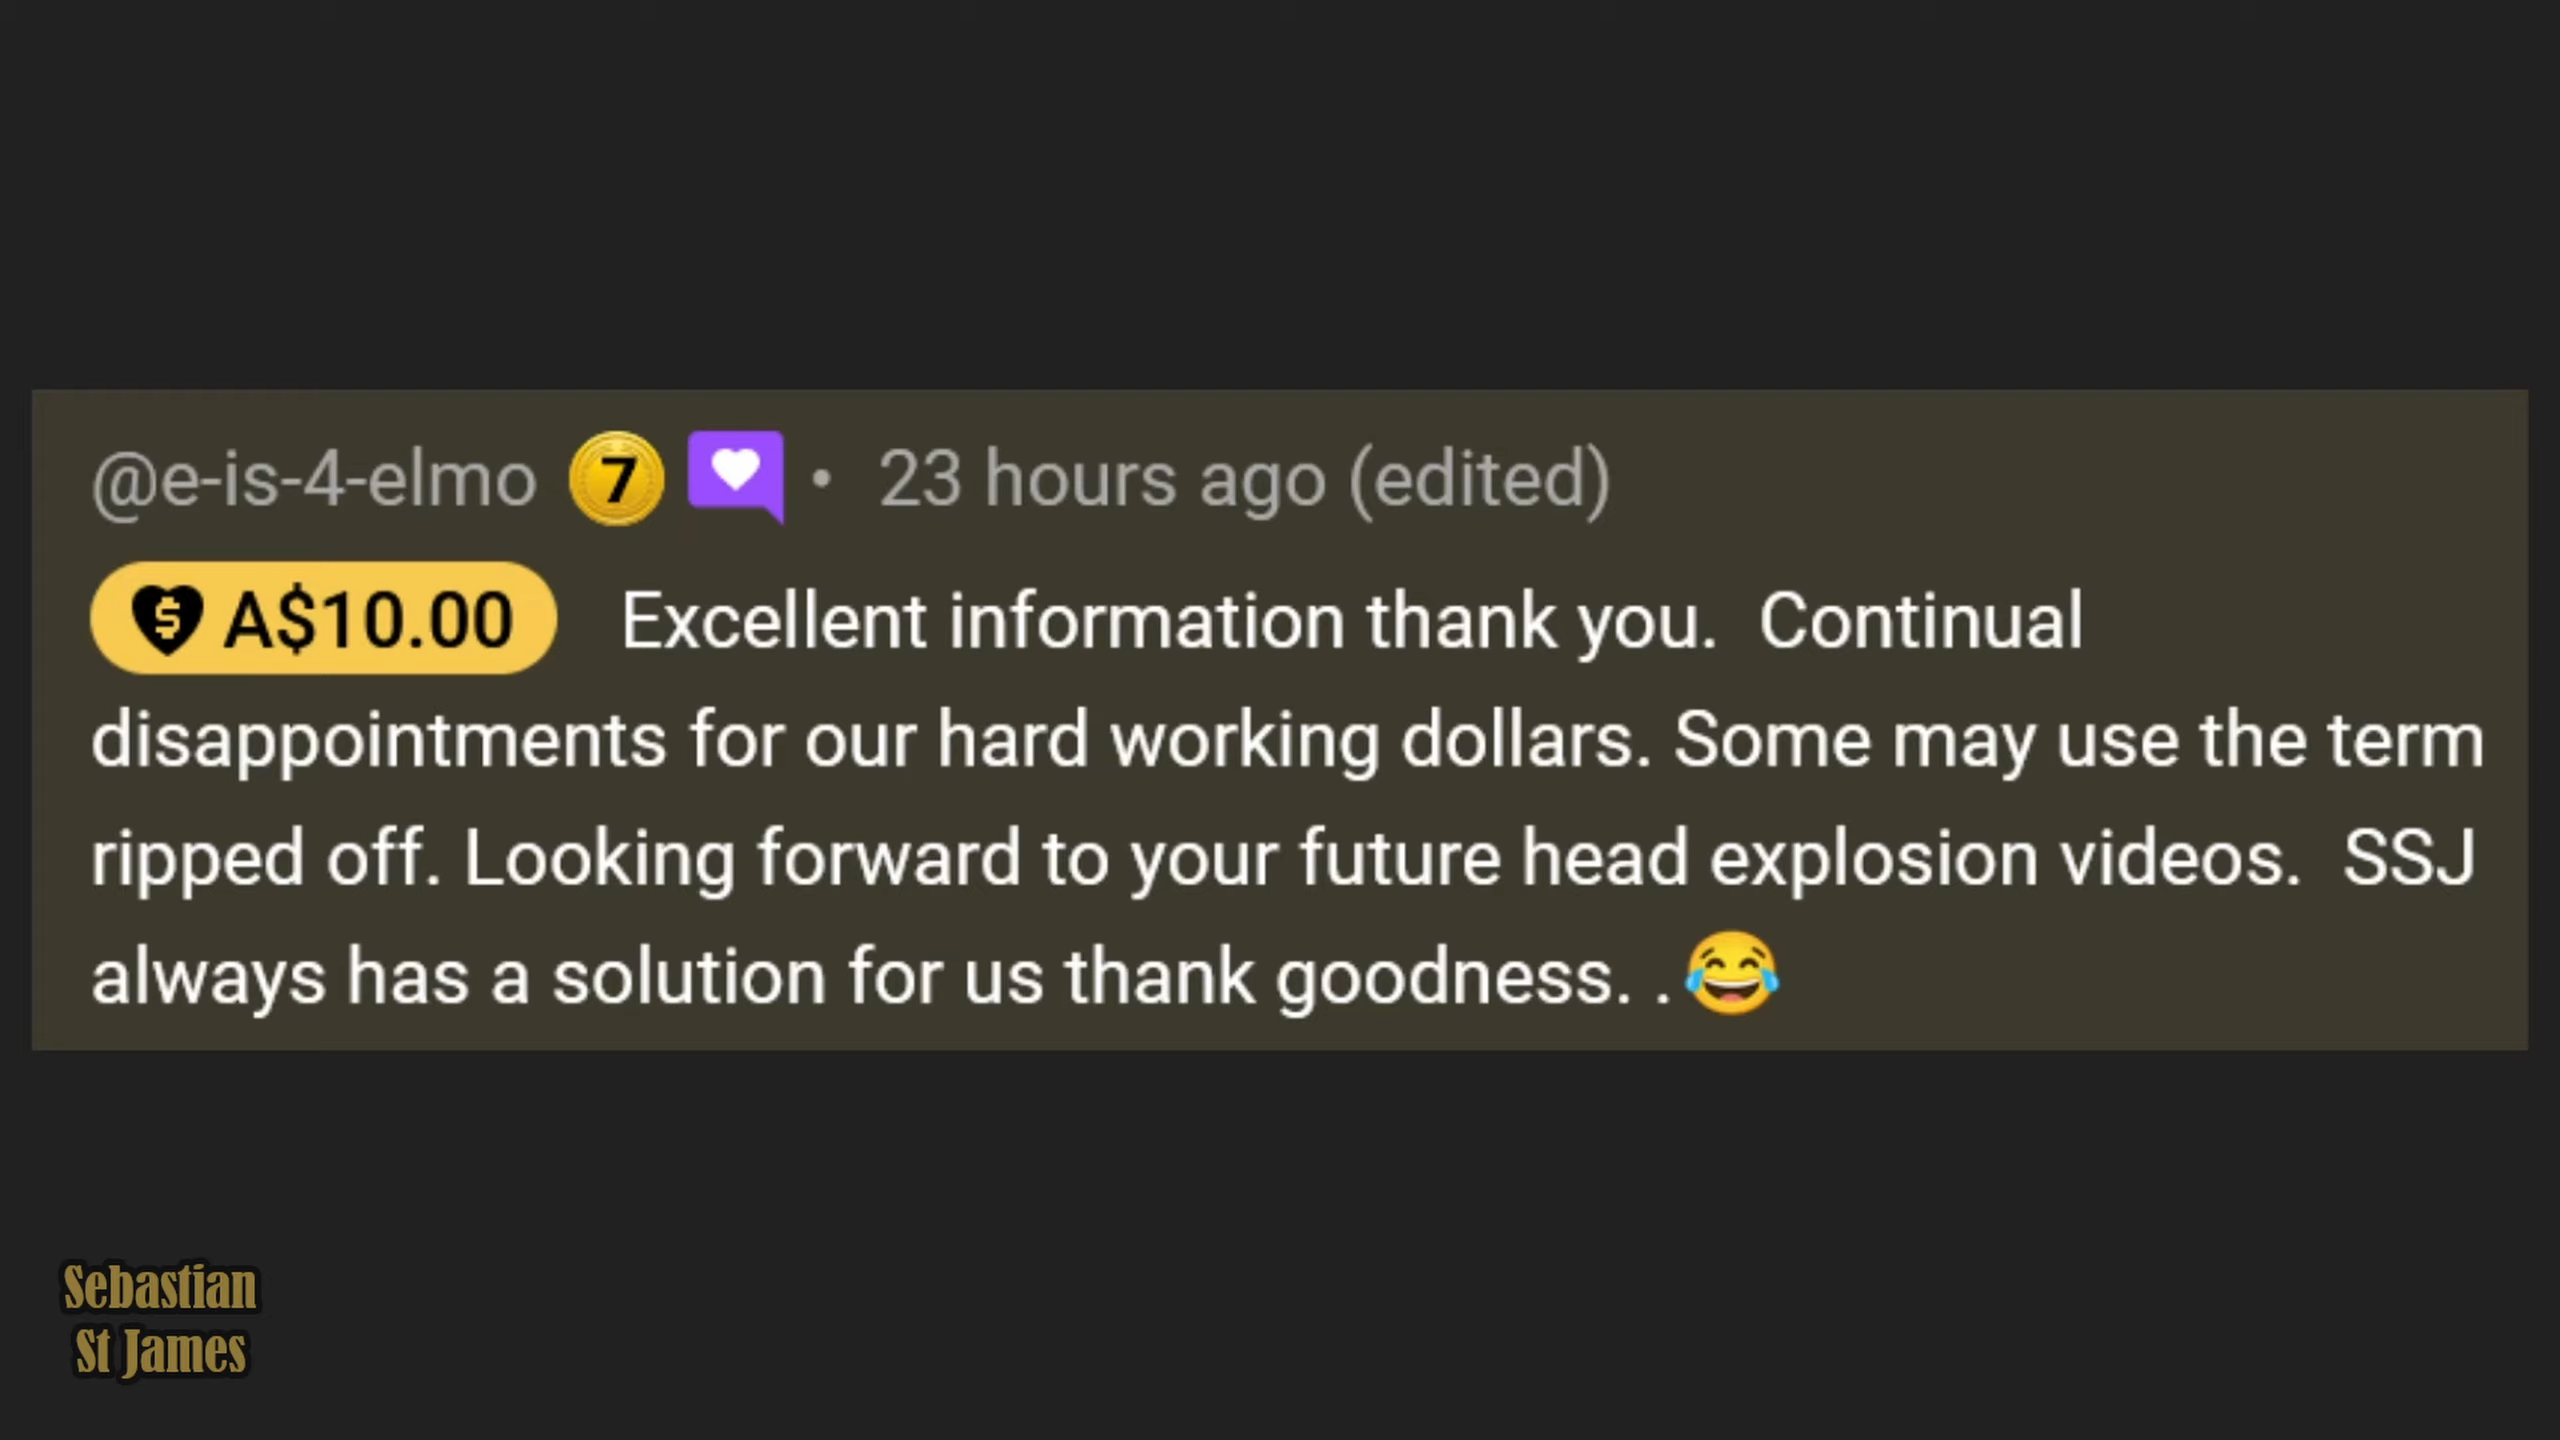 @e-is-4-elmo 7 • 23 hours ago (edited)
$ A$10.00 Excellent information thank you.  Continual
disappointments for our hard working dollars. Some may use the term
ripped off. Looking forward to your future head explosion videos.  SSJ
always has a solution for us thank goodness. . 😂
Sebastian
St James